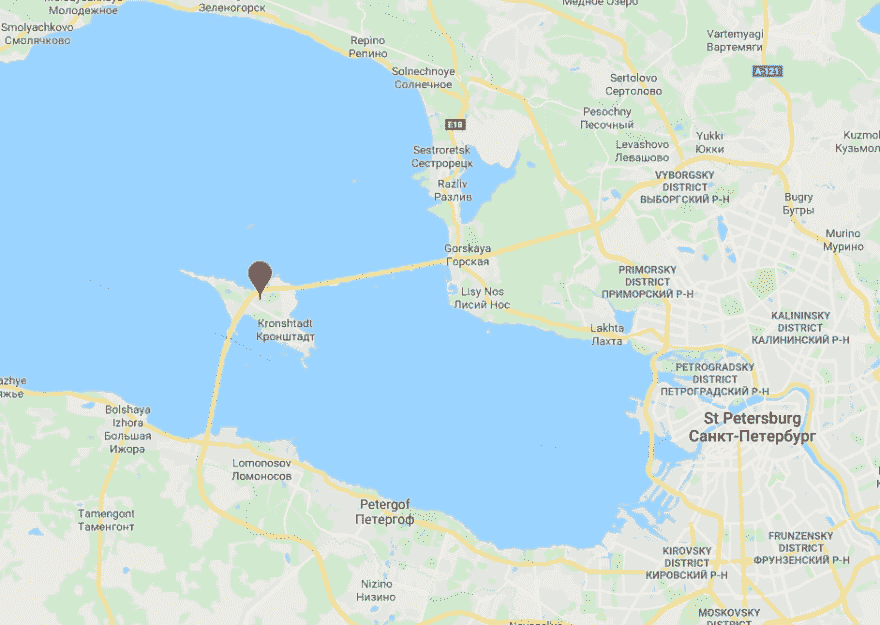 Молодежное
Smolyachkovo
Смолячково
Зеленогорск
Медное Озеро
Repino
Репино
Solnechnoye
Солнечное
Vartemyagi
Вартемяги
A-121
Sertolovo
Сертолово
E18
Pesochny
Песочный
Sestroretsk
Сестрорецк
Levashovo
Левашово
Yukki
Юкки
Kuzmol
Кузьмол
Razliv
Разлив
VYBORGSKY
DISTRICT
ВЫБОРГСКИЙ Р-Н
Bugry
Бугры
Murino
Мурино
Gorskaya
Горская
PRIMORSKY
DISTRICT
ПРИМОРСКИЙ Р-Н
Lisy Nos
Лисий Нос
Kronshtadt
Кронштадт
Lakhta
Лахта
KALININSKY
DISTRICT
КАЛИНИНСКИЙ Р-Н
PETROGRADSKY
DISTRICT
ПЕТРОГРАДСКИЙ Р-Н
azhye
яжье
Bolshaya
Izhora
Большая
Ижора
St Petersburg
Санкт-Петербург
Lomonosov
Ломоносов
Petergof
Петергоф
Tamengont
Таменгонт
FRUNZENSKY
DISTRICT
ФРУНЗЕНСКИЙ Р-Н
KIROVSKY
DISTRICT
КИРОВСКИЙ Р-Н
Nizino
Низино
MOSKOVSKY
DISTRICT